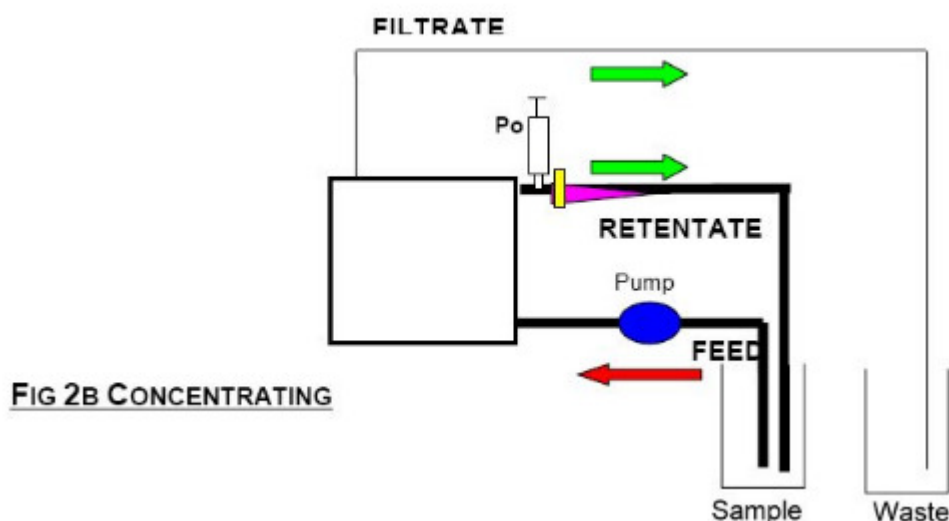 FILTRATE
Po
RETENTATE
Pump
FEED
FIG 2B CONCENTRATING
Sample
Waste